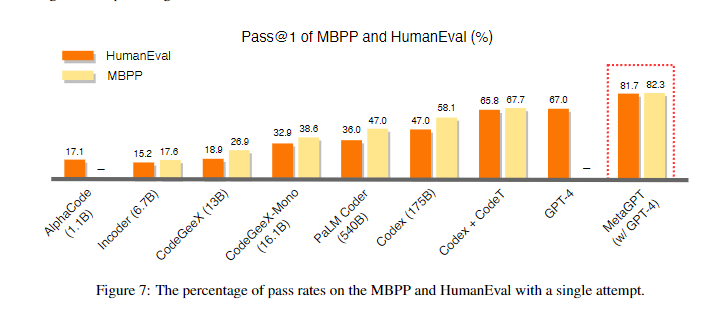 Pass@1 of MBPP and HumanEval (%)
HumanEval
MBPP
17.1 –
15.2 17.6
18.9 26.9
32.9 38.6
36.0 47.0
47.0 58.1
65.8 67.7
67.0 –
81.7 82.3
AlphaCode
(1.1B)
Incoder (6.7B)
CodeGeeX (13B)
CodeGeeX-Mono
(16.1B)
PaLM Coder
(540B)
Codex (175B)
Codex + CodeT
GPT-4
MetaGPT
(w/ GPT-4)
Figure 7: The percentage of pass rates on the MBPP and HumanEval with a single attempt.